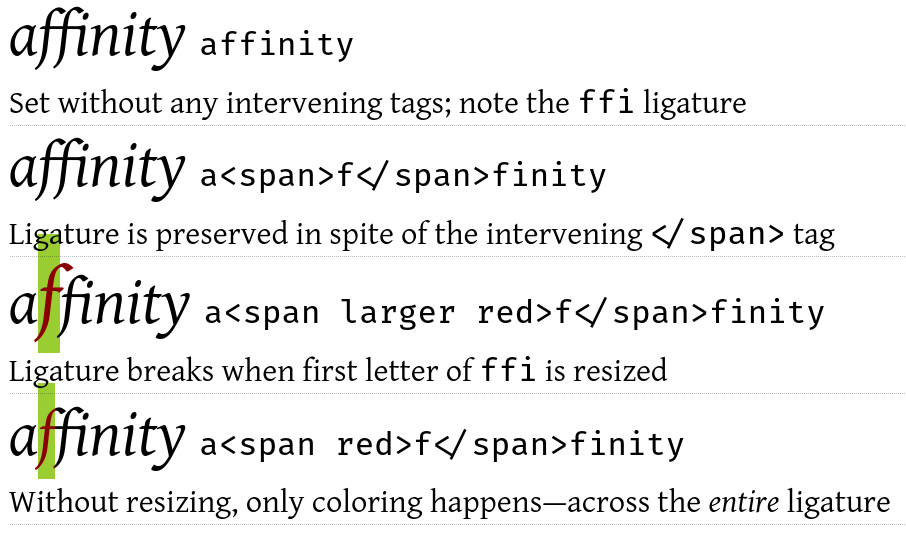 affinity affinity
Set without any intervening tags; note the ffi ligature
affinity a<span>f</span>finity
Ligature is preserved in spite of the intervening </span> tag
affinity a<span larger red>f</span>finity
Ligature breaks when first letter of ffi is resized
affinity a<span red>f</span>finity
Without resizing, only coloring happens—across the entire ligature